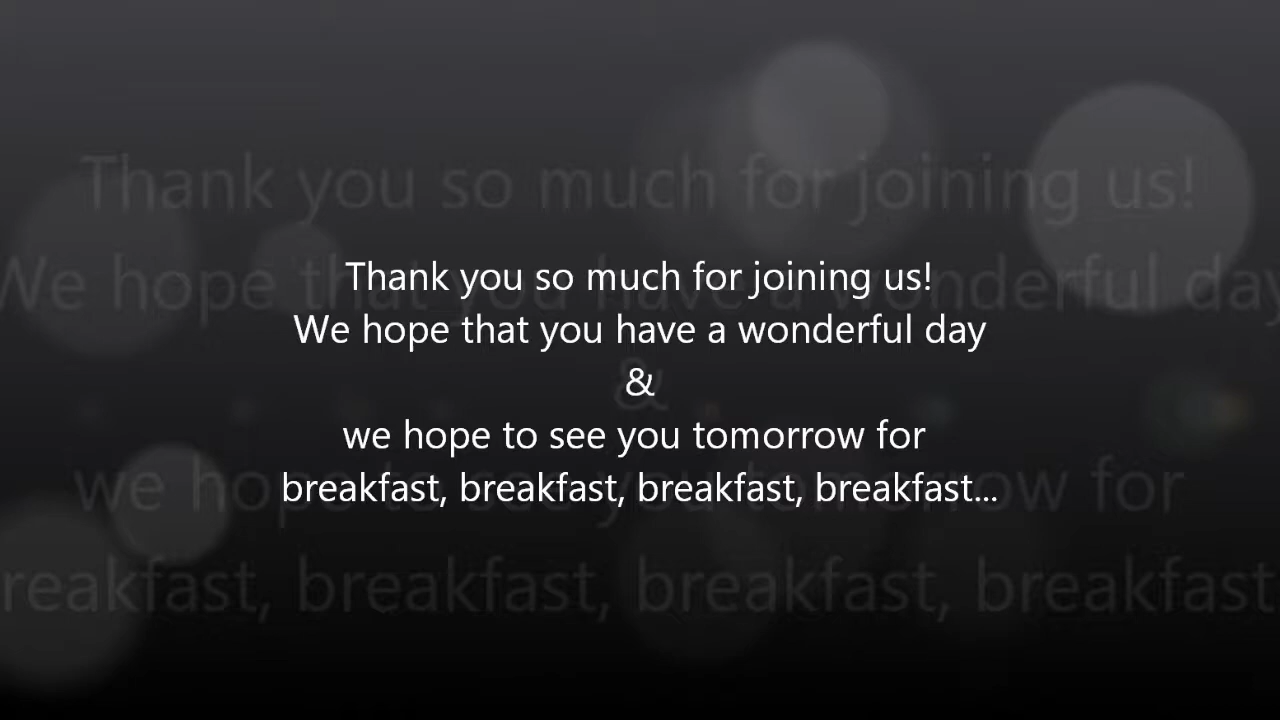 Thank you so much for joining us!
We hope that you have a wonderful day
&
we hope to see you tomorrow for
breakfast, breakfast, breakfast, breakfast...